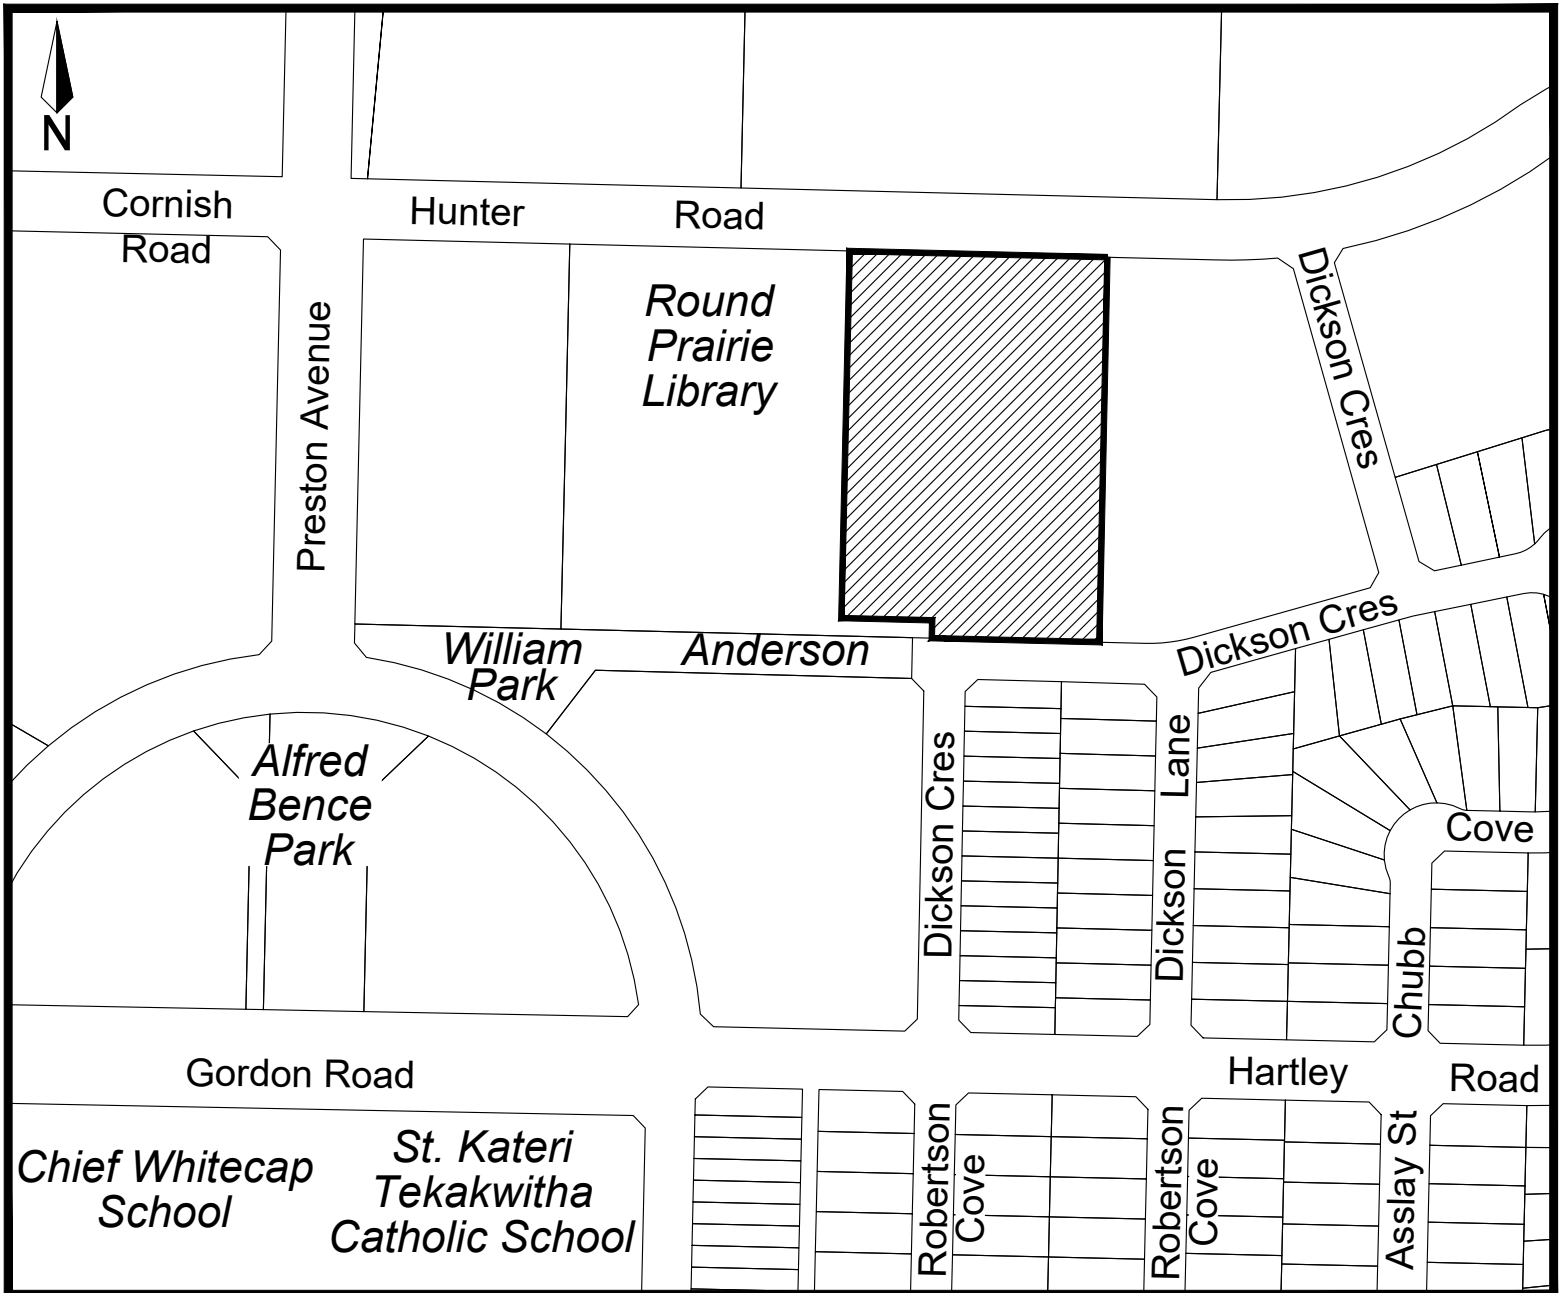 N
Cornish
Road
Hunter
Road
Round
Prairie
Library
Preston Avenue
Dickson Cres
Dickson Cres
William
Park
Anderson
Alfred
Bence
Park
Dickson Cres
Dickson Lane
Cove
Chubb
Gordon Road
Hartley
Road
Chief Whitecap
School
St. Kateri
Tekakwitha
Catholic School
Robertson
Cove
Robertson
Cove
Asslay St